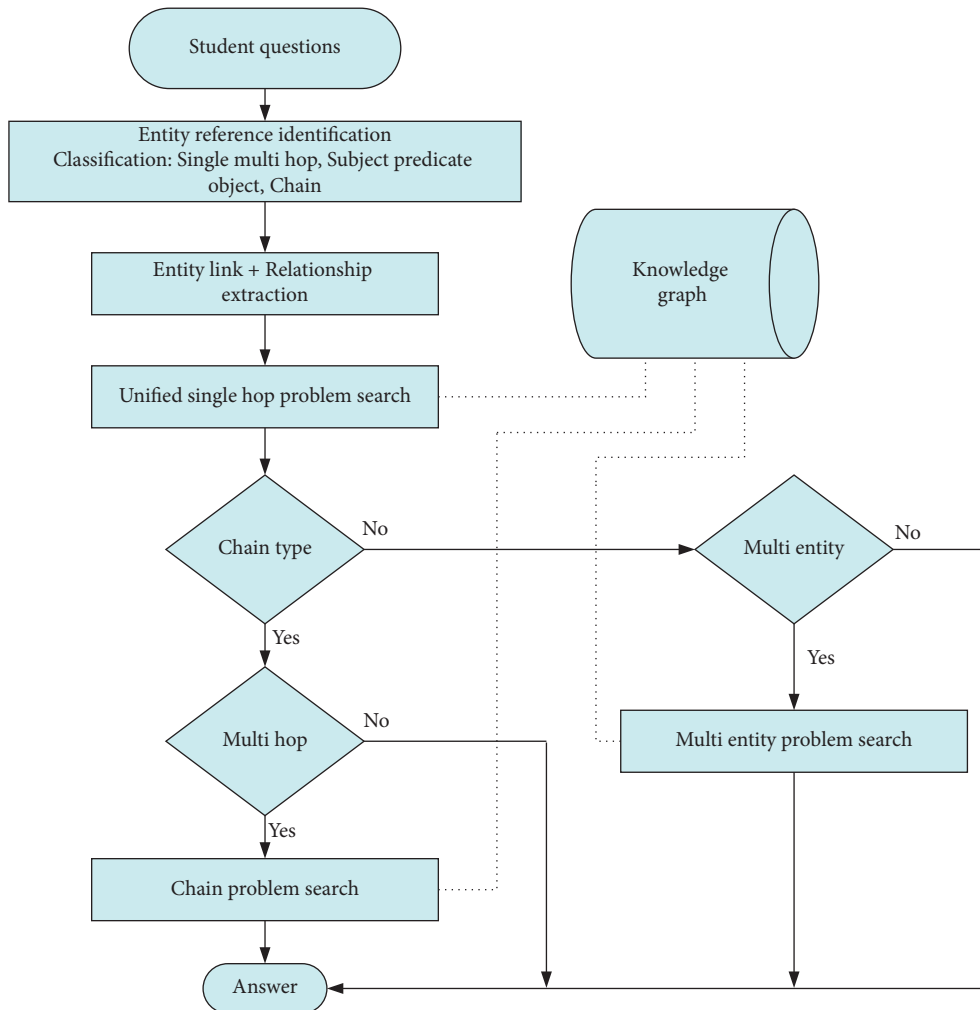 Student questions
Entity reference identification
Classification: Single multi hop, Subject predicate
object, Chain
Entity link + Relationship
extraction
Knowledge
graph
Unified single hop problem search
Chain type
No
Multi entity
No
Yes
Yes
Multi hop
No
Multi entity problem search
Yes
Chain problem search
Answer